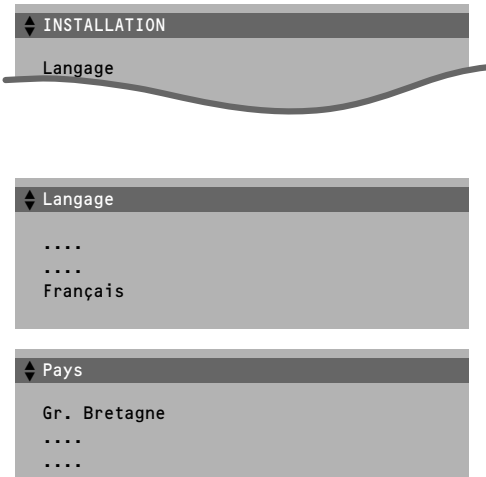 INSTALLATION
Langage
Langage
....
....
Français
Pays
Gr. Bretagne
....
....